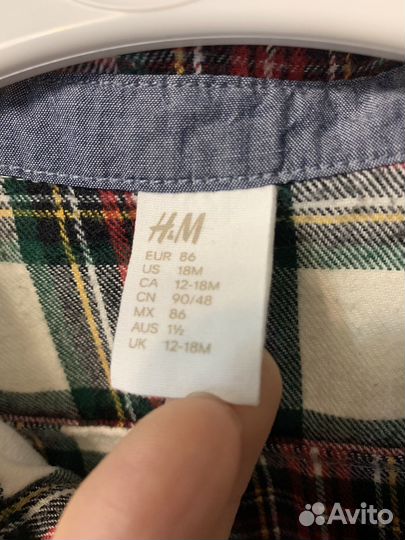 H&M
EUR 86
US 18M
CA 12-18M
CN 90/48
MX 86
AUS 1½
UK 12-18M
Avito